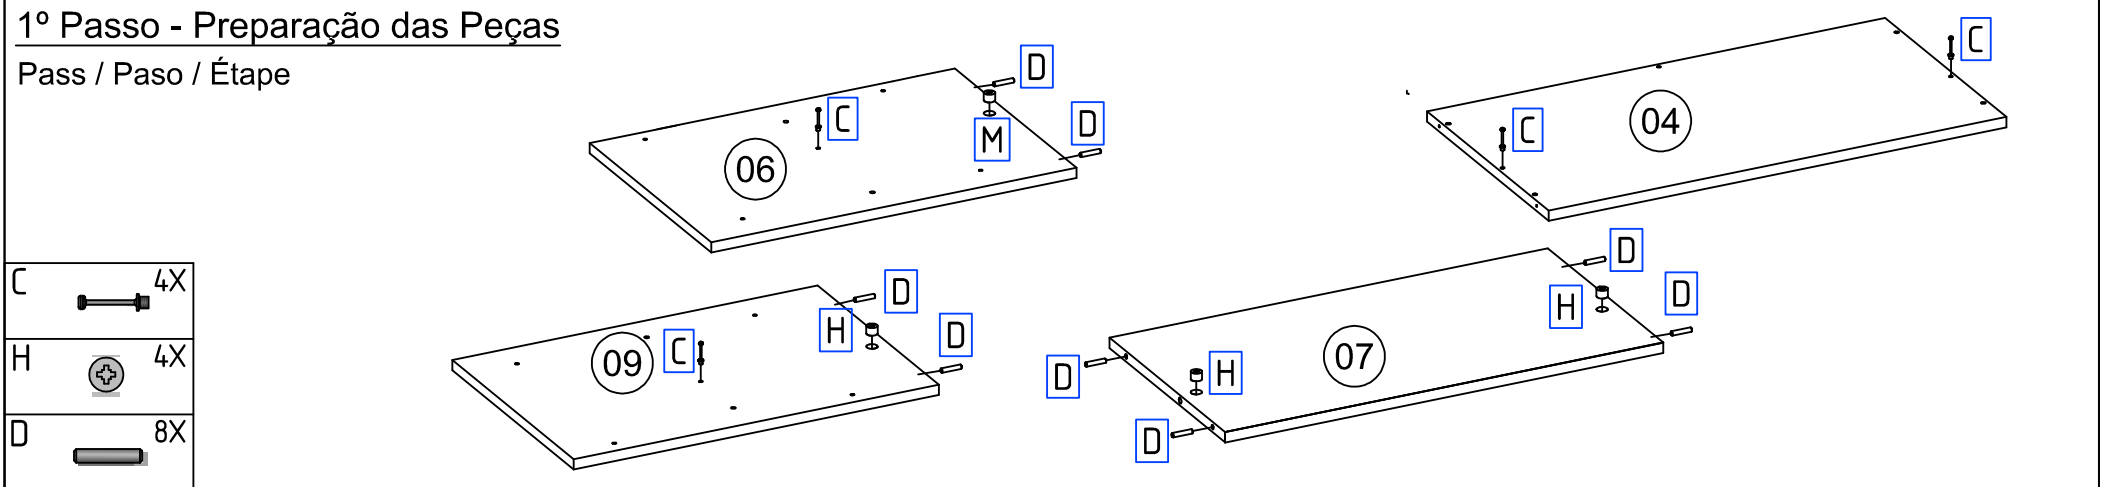 1º Passo - Preparação das Peças
Pass / Paso / Étape
D
C
M
D
06
C
04
C
C 4X
H 4X
D 8X
D
H
D
C
09
D
H
D
07
D
H
D